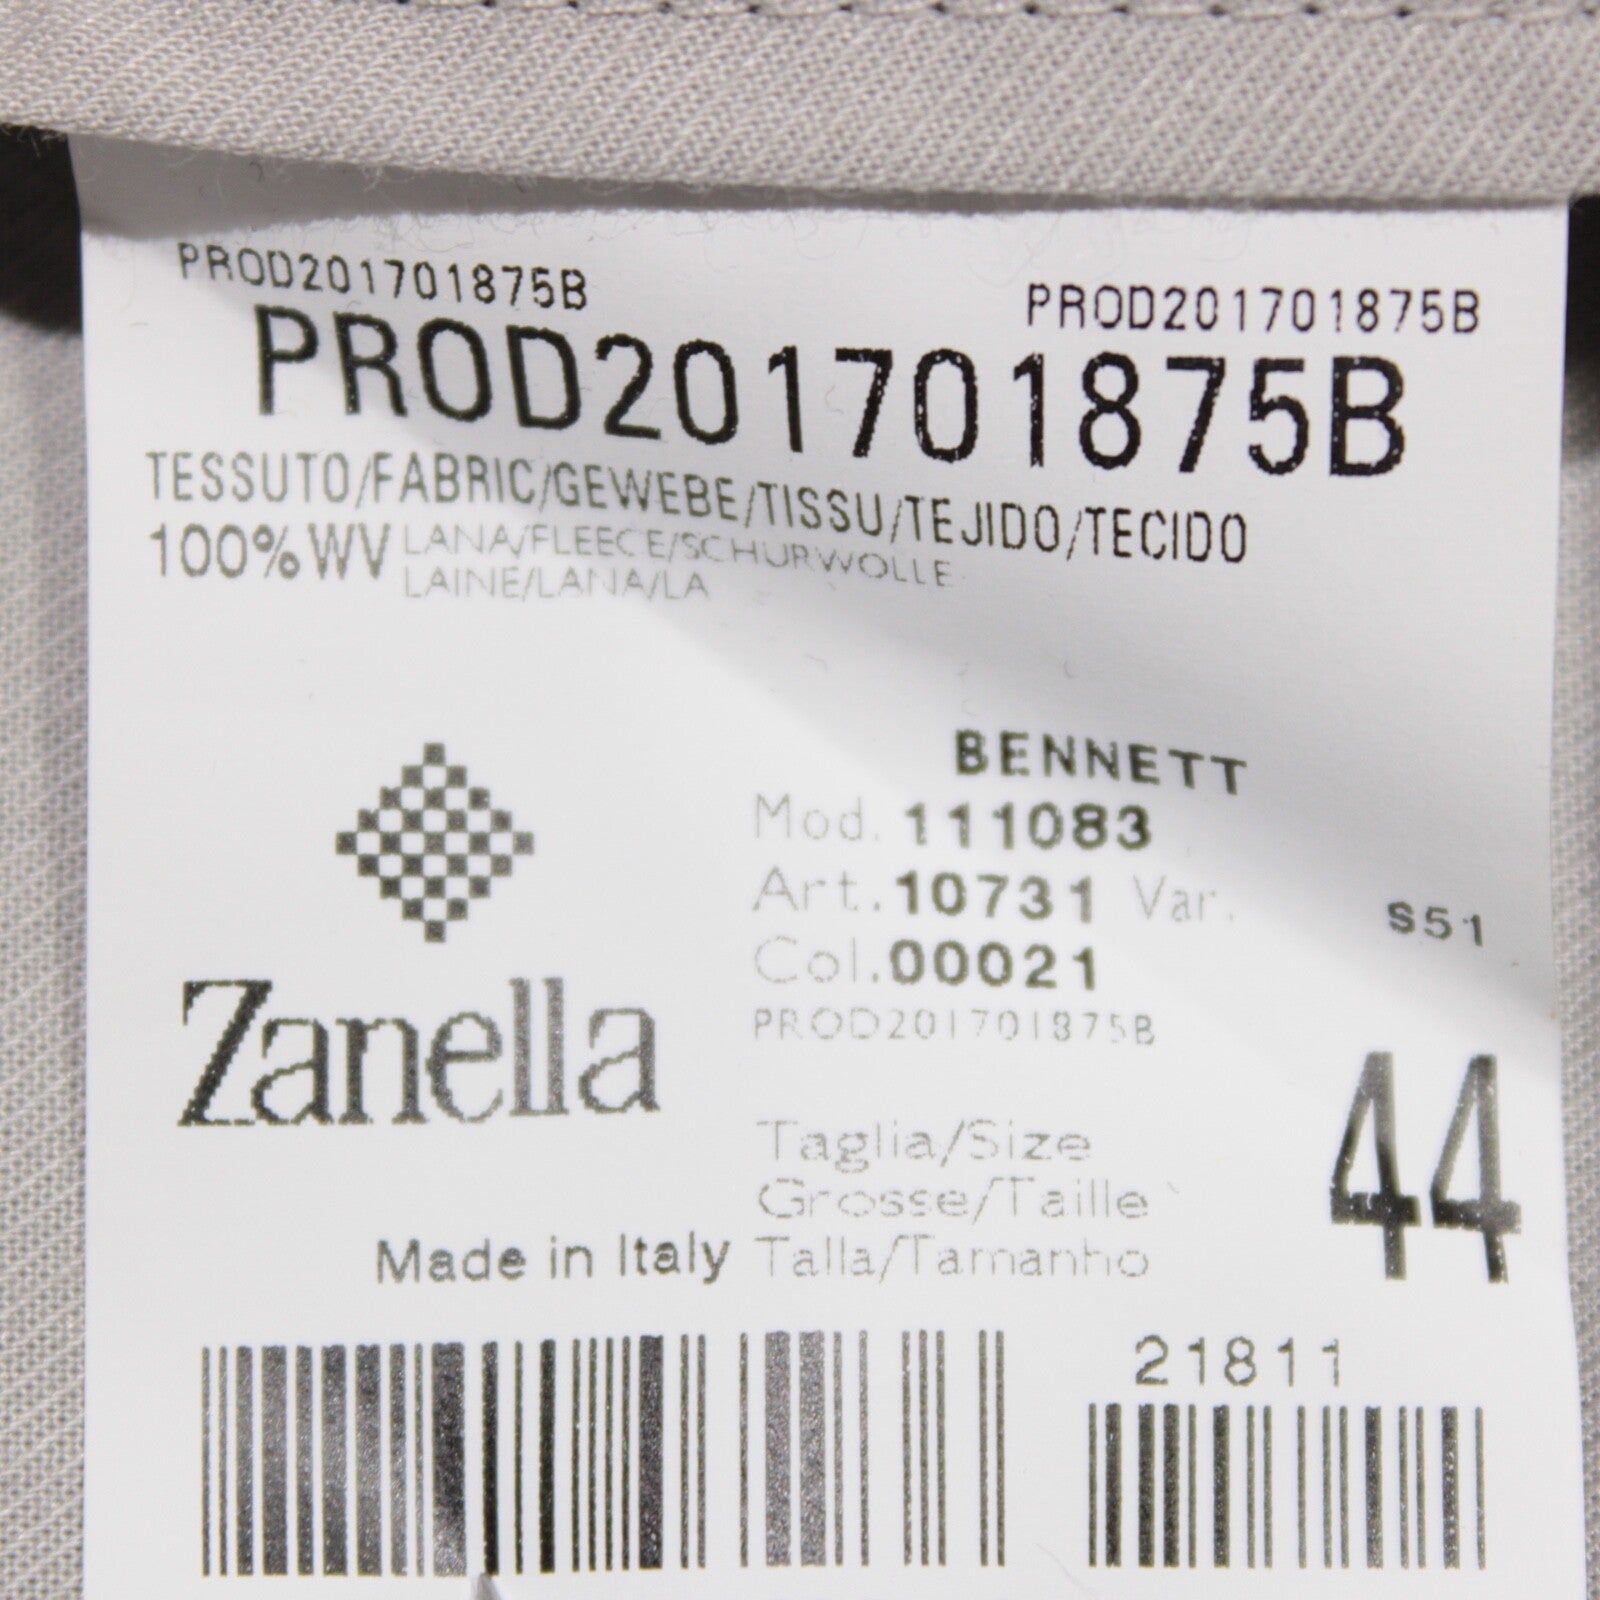 PROD201701875B
PROD201701875B
PROD201701875B
TESSUTO/FABRIC/GEWEBE/TISSU/TEJIDO/TECIDO
100%WV LANA/FLEECE/SCHURWOLLE
LAINE/LANA/LA
BENNETT
Mod. 111083
Art. 10731 Var. S51
Col. 00021
PROD201701875B
Zanella
Taglia/Size
Grosse/Taille
Talla/Tamanho
44
Made in Italy
21811